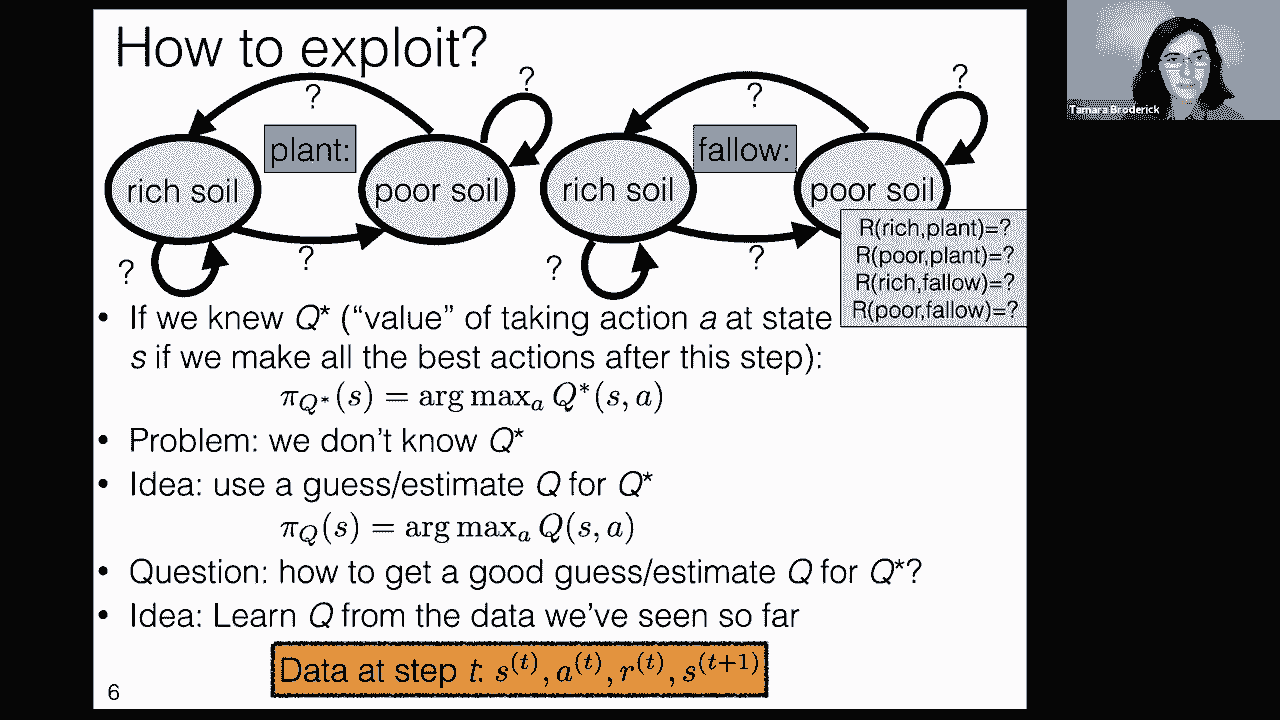 How to exploit?
?
?
?
?
plant:
fallow:
rich soil
poor soil
rich soil
poor soil
R(rich,plant)=?
R(poor,plant)=?
R(rich,fallow)=?
R(poor,fallow)=?
?
?
?
?
• If we knew Q* (“value” of taking action a at state
s if we make all the best actions after this step):
π_{Q*}(s) = arg max_a Q*(s, a)
• Problem: we don’t know Q*
• Idea: use a guess/estimate Q for Q*
π_Q(s) = arg max_a Q(s, a)
• Question: how to get a good guess/estimate Q for Q*?
• Idea: Learn Q from the data we’ve seen so far
Data at step t: s^{(t)}, a^{(t)}, r^{(t)}, s^{(t+1)}
6
Tamara Broderick